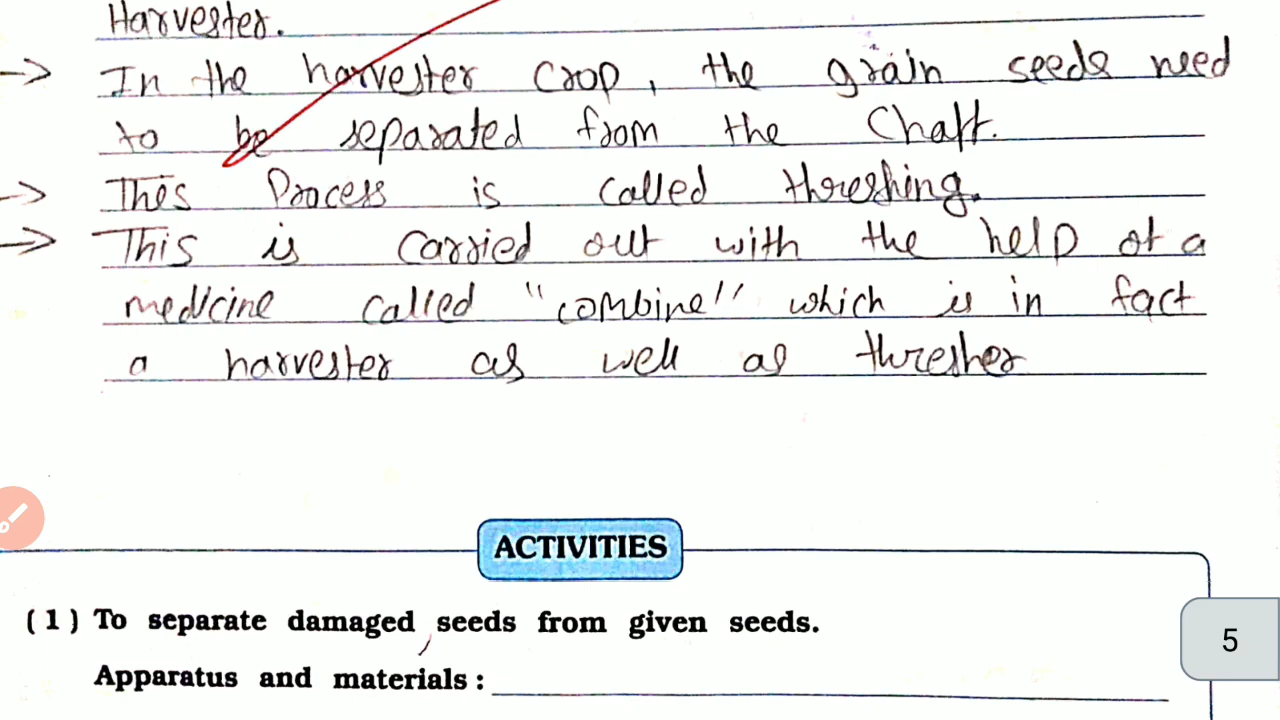 Harvester.
→ In the harvester crop, the grain seeds need
to be separated from the Chaff.
→ Thes Process is called threshing.
→ This is carried out with the help of a
medicine called "combine" which is in fact
a harvester as well as thresher
ACTIVITIES
( 1 ) To separate damaged seeds from given seeds.
5
Apparatus and materials :